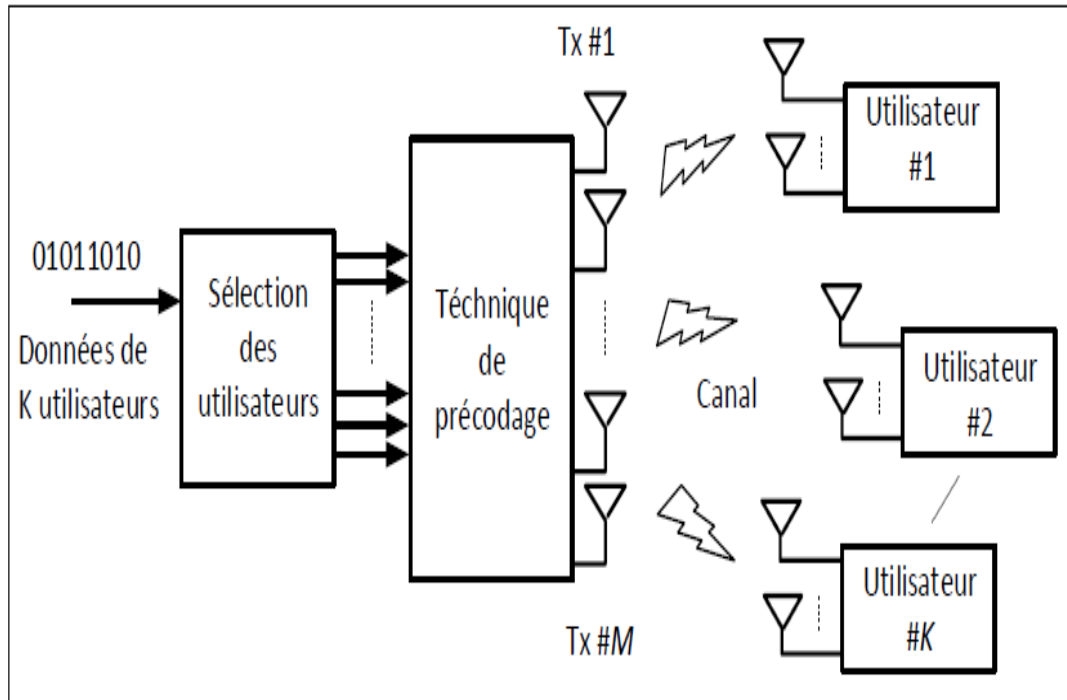 Tx #1
01011010
Données de
K utilisateurs
Sélection
des
utilisateurs
Téchnique
de
précodage
Tx #M
Canal
Utilisateur
#1
Utilisateur
#2
Utilisateur
#K